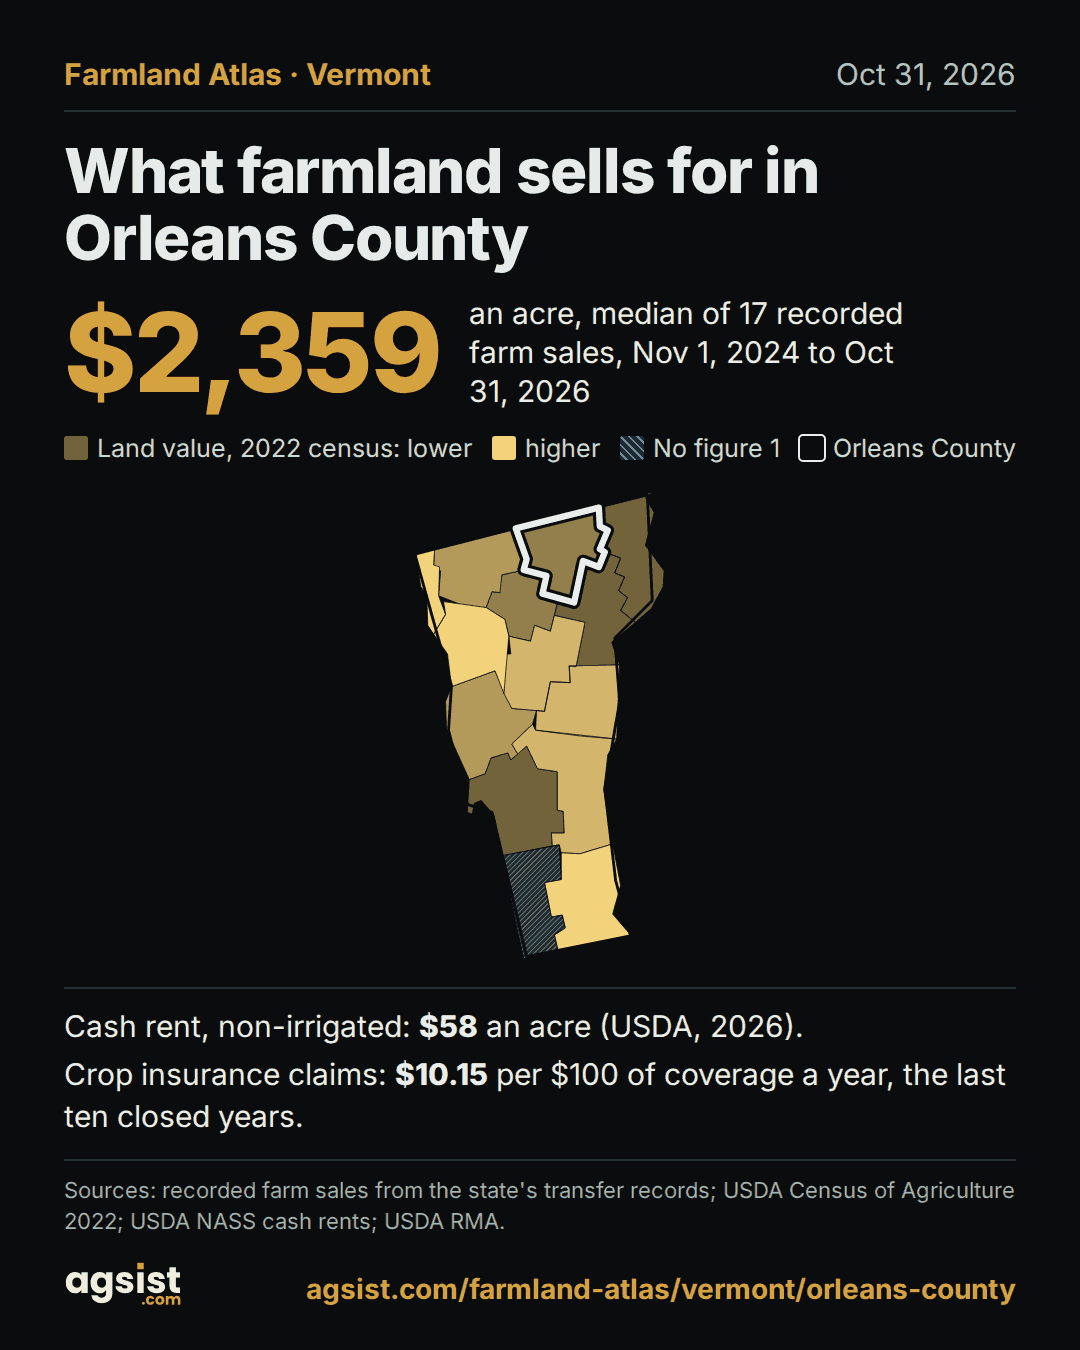 Farmland Atlas · Vermont
Oct 31, 2026
What farmland sells for in
Orleans County
$2,359
an acre, median of 17 recorded
farm sales, Nov 1, 2024 to Oct
31, 2026
Land value, 2022 census: lower
higher
No figure 1
Orleans County
Cash rent, non-irrigated: $58 an acre (USDA, 2026).
Crop insurance claims: $10.15 per $100 of coverage a year, the last
ten closed years.
Sources: recorded farm sales from the state's transfer records; USDA Census of Agriculture
2022; USDA NASS cash rents; USDA RMA.
agsist
.com
agsist.com/farmland-atlas/vermont/orleans-county